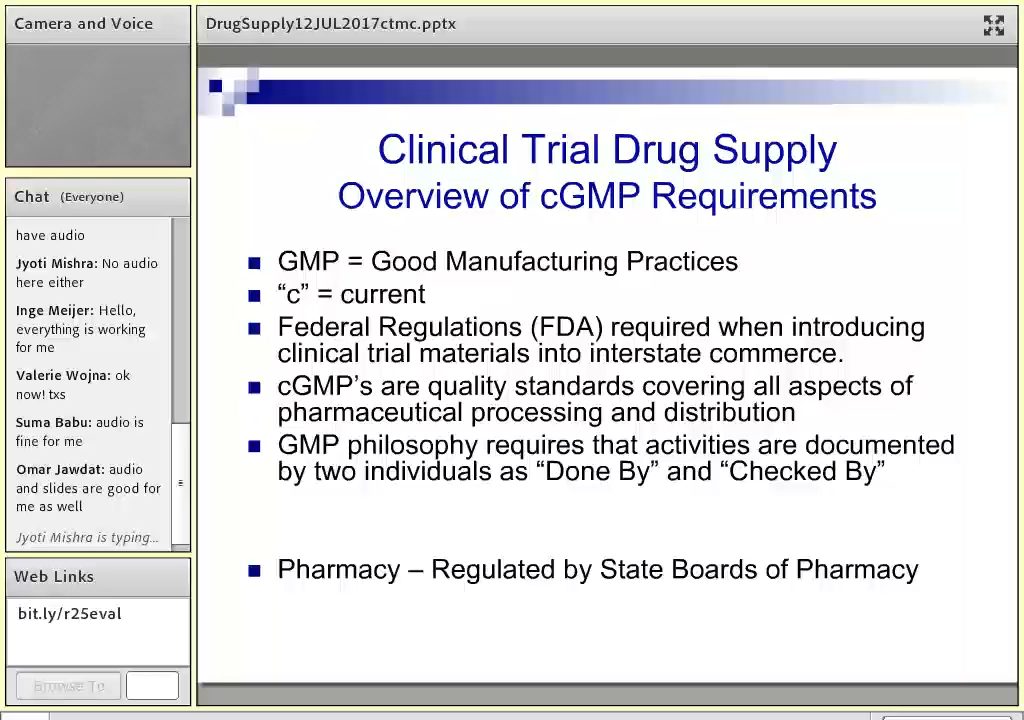 Camera and Voice
DrugSupply12JUL2017ctmc.pptx
Chat (Everyone)
have audio
Jyoti Mishra: No audio
here either
Inge Meijer: Hello,
everything is working
for me
Valerie Wojna: ok
now! txs
Suma Babu: audio is
fine for me
Omar Jawdat: audio
and slides are good for
me as well
Jyoti Mishra is typing...
Web Links
bit.ly/r25eval
Browse To
Clinical Trial Drug Supply
Overview of cGMP Requirements
GMP = Good Manufacturing Practices
“c” = current
Federal Regulations (FDA) required when introducing
clinical trial materials into interstate commerce.
cGMP’s are quality standards covering all aspects of
pharmaceutical processing and distribution
GMP philosophy requires that activities are documented
by two individuals as “Done By” and “Checked By”
Pharmacy – Regulated by State Boards of Pharmacy